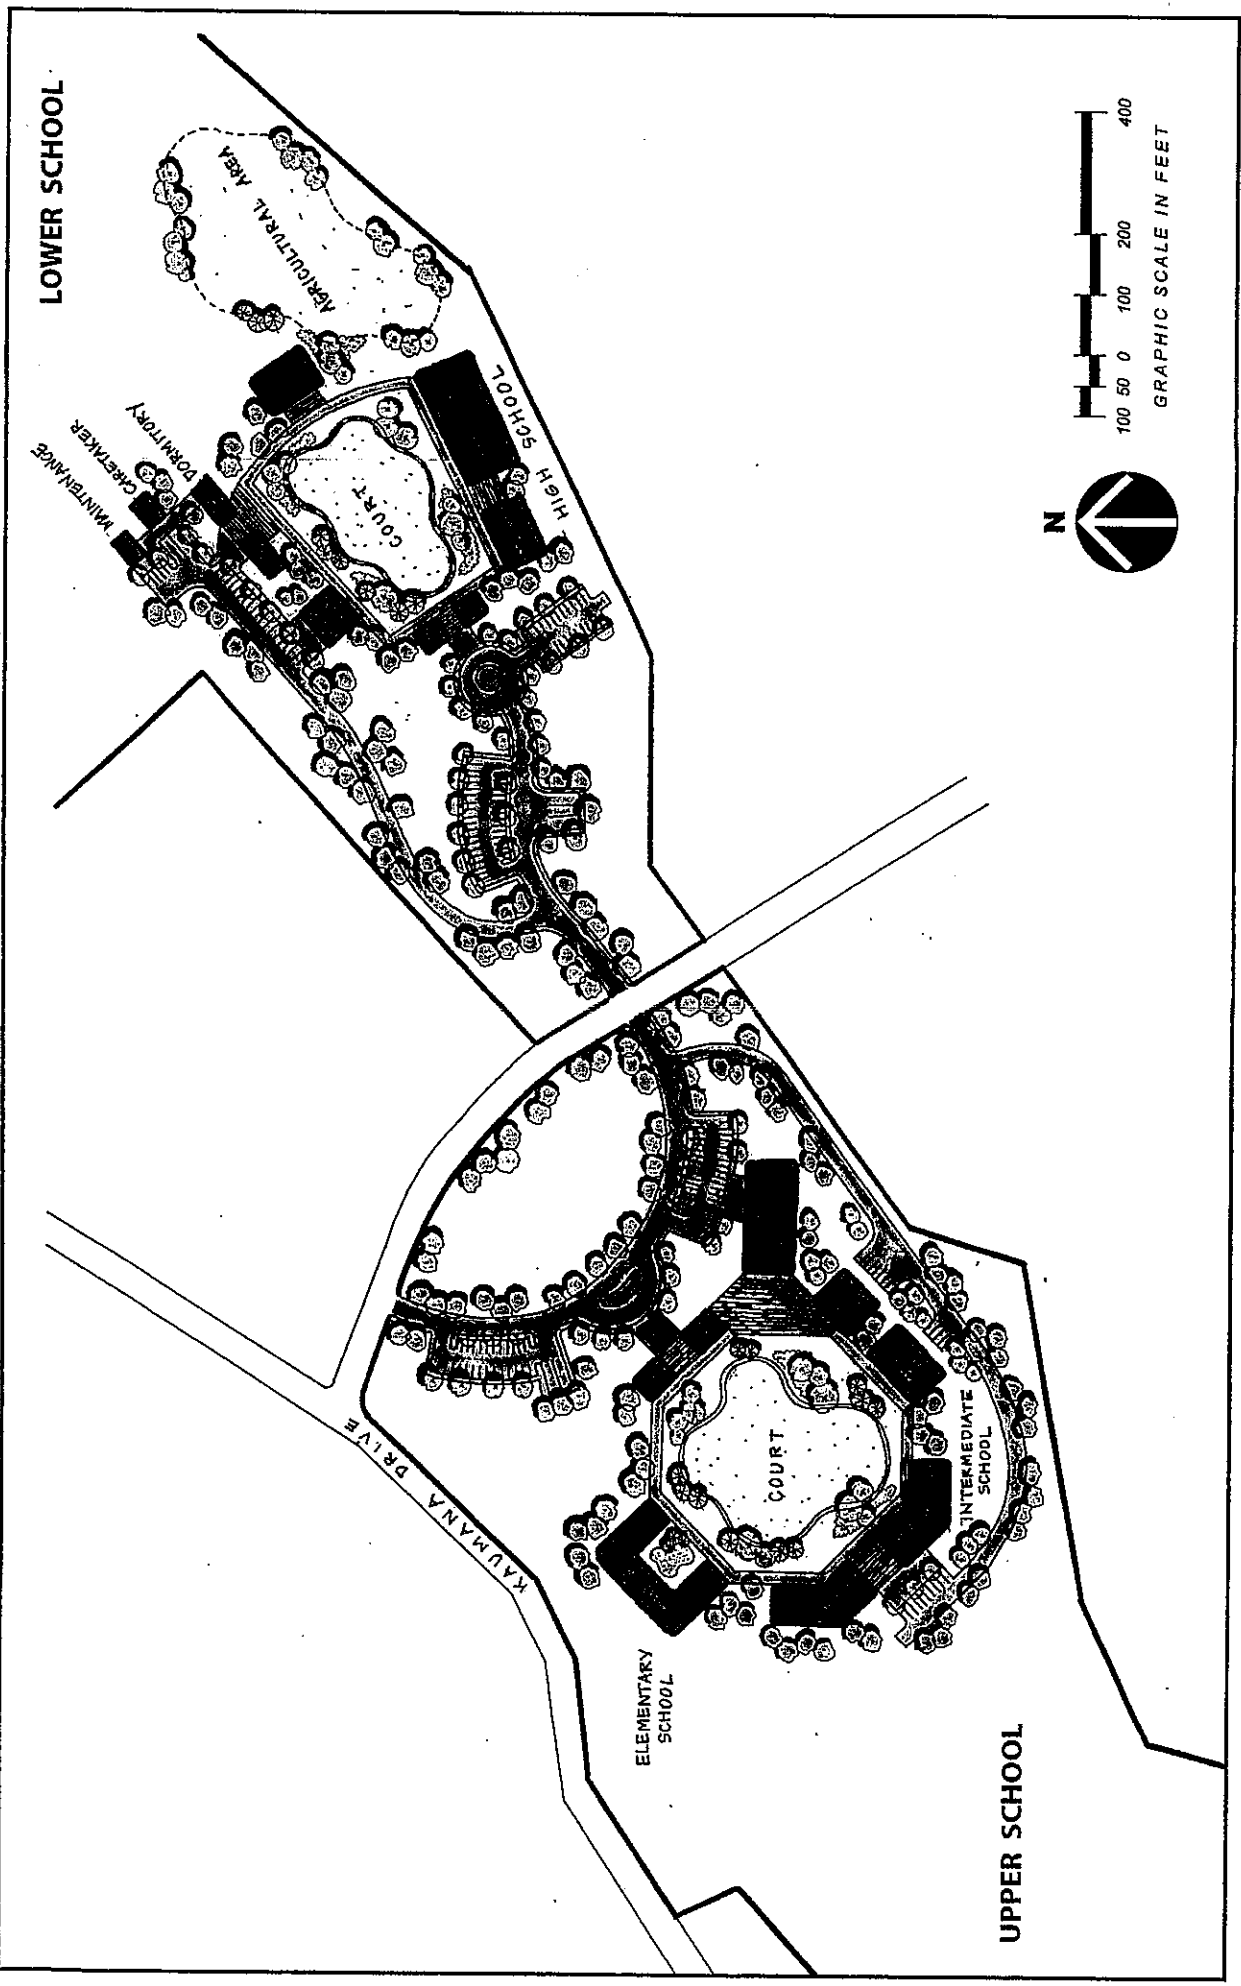 LOWER SCHOOL
AGRICULTURAL AREA
MAINTENANCE
CARETAKER
DORMITORY
COURT
HIGH SCHOOL
KAUMANA DRIVE
COURT
INTERMEDIATE
SCHOOL
ELEMENTARY
SCHOOL
UPPER SCHOOL
N
100 50 0 100 200 400
GRAPHIC SCALE IN FEET